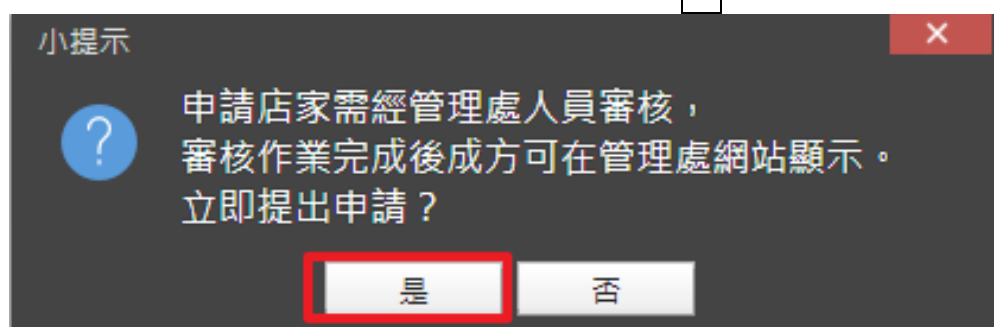 小提示
申請店家需經管理處人員審核，
審核作業完成後成方可在管理處網站顯示。
立即提出申請？
是
否